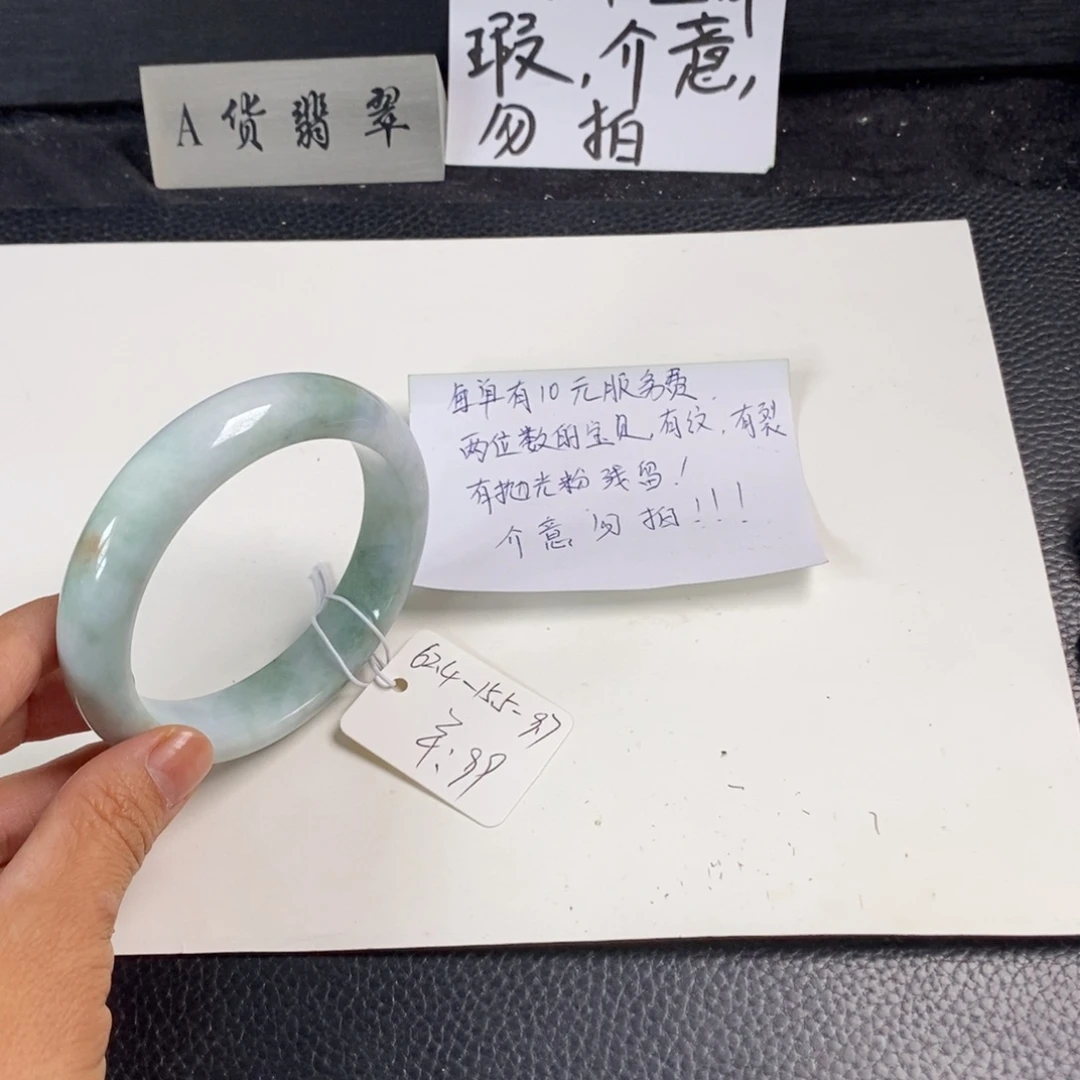 A货翡翠
瑕,介意,
勿拍
每单有10元服务费.
两位数的宝贝,有纹,有裂
有抛光粉残留!
介意勿拍!!!
62.4-15.5-9.7
¥:99